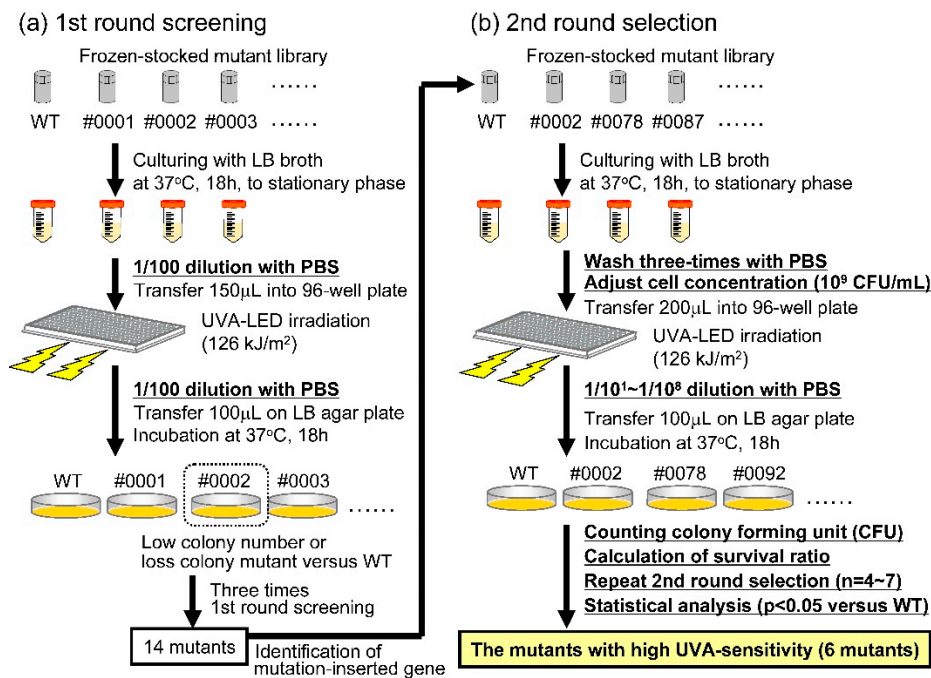 (a) 1st round screening
Frozen-stocked mutant library
......
WT #0001 #0002 #0003 ......
Culturing with LB broth
at 37°C, 18h, to stationary phase
1/100 dilution with PBS
Transfer 150μL into 96-well plate
UVA-LED irradiation
(126 kJ/m²)
1/100 dilution with PBS
Transfer 100μL on LB agar plate
Incubation at 37°C, 18h
WT #0001 #0002 #0003
......
Low colony number or
loss colony mutant versus WT
Three times
1st round screening
14 mutants
Identification of
mutation-inserted gene
(b) 2nd round selection
Frozen-stocked mutant library
......
WT #0002 #0078 #0087 ......
Culturing with LB broth
at 37°C, 18h, to stationary phase
Wash three-times with PBS
Adjust cell concentration (10⁹ CFU/mL)
Transfer 200μL into 96-well plate
UVA-LED irradiation
(126 kJ/m²)
1/10¹~1/10⁸ dilution with PBS
Transfer 100μL on LB agar plate
Incubation at 37°C, 18h
WT #0002 #0078 #0092
......
Counting colony forming unit (CFU)
Calculation of survival ratio
Repeat 2nd round selection (n=4~7)
Statistical analysis (p<0.05 versus WT)
The mutants with high UVA-sensitivity (6 mutants)